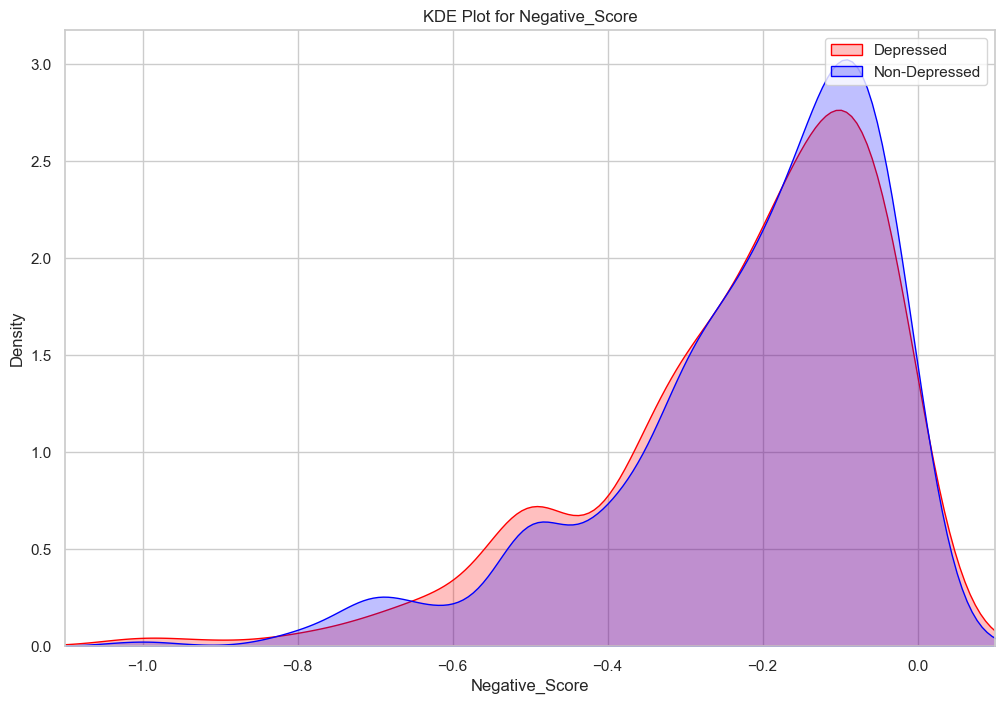 KDE Plot for Negative_Score
Depressed
Non-Depressed
3.0
2.5
2.0
1.5
1.0
0.5
0.0
Density
−1.0
−0.8
−0.6
−0.4
−0.2
0.0
Negative_Score